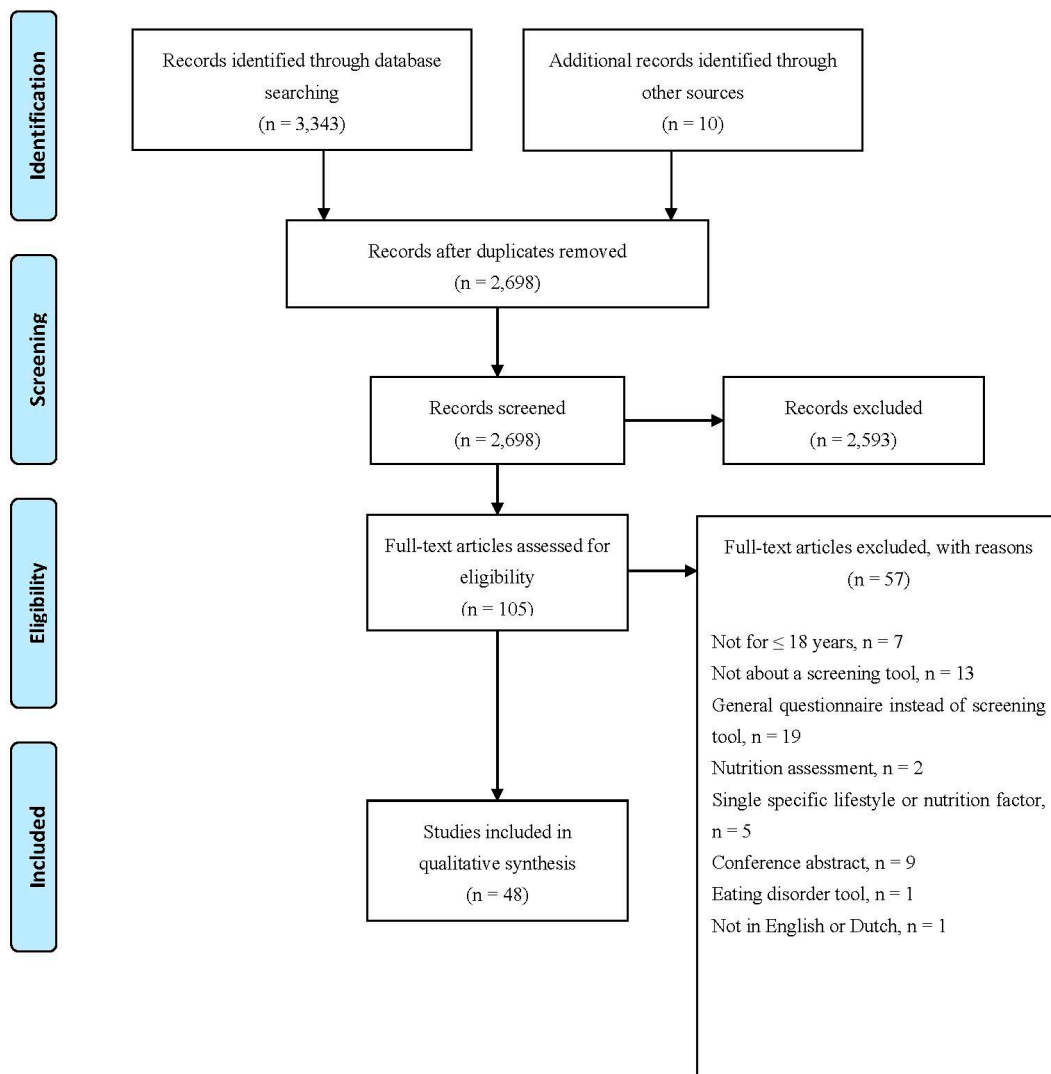 Identification
Records identified through database
searching
(n = 3,343)
Additional records identified through
other sources
(n = 10)
Records after duplicates removed
(n = 2,698)
Screening
Records screened
(n = 2,698)
Records excluded
(n = 2,593)
Eligibility
Full-text articles assessed for
eligibility
(n = 105)
Full-text articles excluded, with reasons
(n = 57)
Not for ≤ 18 years, n = 7
Not about a screening tool, n = 13
General questionnaire instead of screening
tool, n = 19
Nutrition assessment, n = 2
Single specific lifestyle or nutrition factor,
n = 5
Conference abstract, n = 9
Eating disorder tool, n = 1
Not in English or Dutch, n = 1
Included
Studies included in
qualitative synthesis
(n = 48)